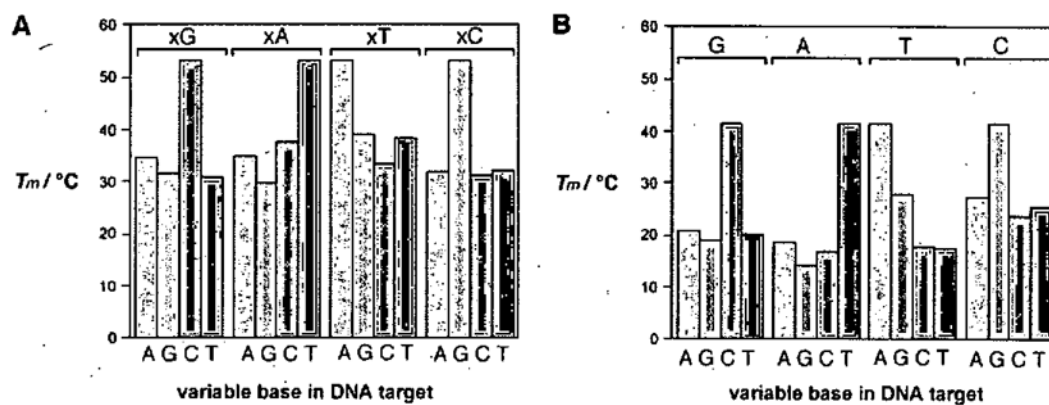 A
60
50
40
30
20
10
0
Tm / °C
xG xA xT xC
A G C T A G C T A G C T A G C T
variable base in DNA target
B
60
50
40
30
20
10
0
Tm / °C
G A T C
A G C T A G C T A G C T A G C T
variable base in DNA target